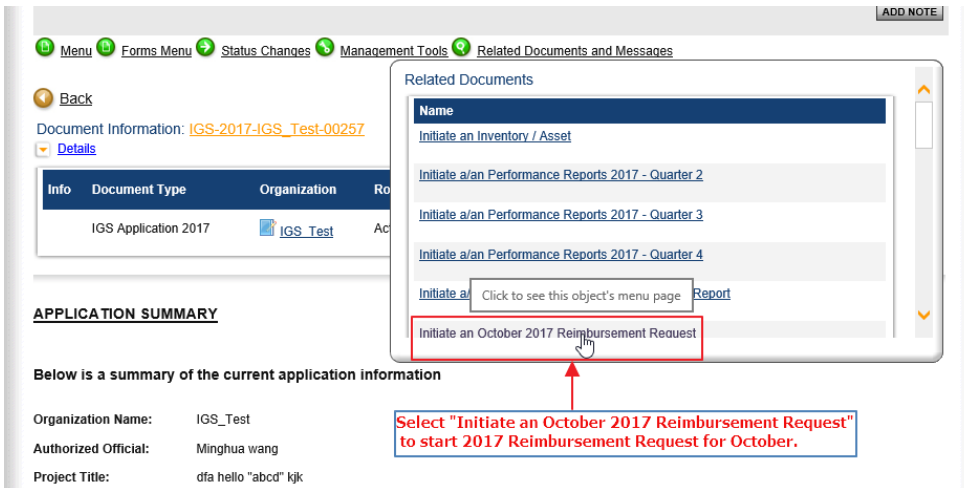 ADD NOTE
Menu Forms Menu Status Changes Management Tools Related Documents and Messages
Back
Document Information: IGS-2017-IGS_Test-00257
Details
Info Document Type Organization Ro
IGS Application 2017 IGS_Test Ac
Related Documents
Name
Initiate an Inventory / Asset
Initiate a/an Performance Reports 2017 - Quarter 2
Initiate a/an Performance Reports 2017 - Quarter 3
Initiate a/an Performance Reports 2017 - Quarter 4
Initiate a/ Report
Click to see this object's menu page
Initiate an October 2017 Reimbursement Request
APPLICATION SUMMARY
Below is a summary of the current application information
Select "Initiate an October 2017 Reimbursement Request"
to start 2017 Reimbursement Request for October.
Organization Name: IGS_Test
Authorized Official: Minghua wang
Project Title: dfa hello "abcd" kjk